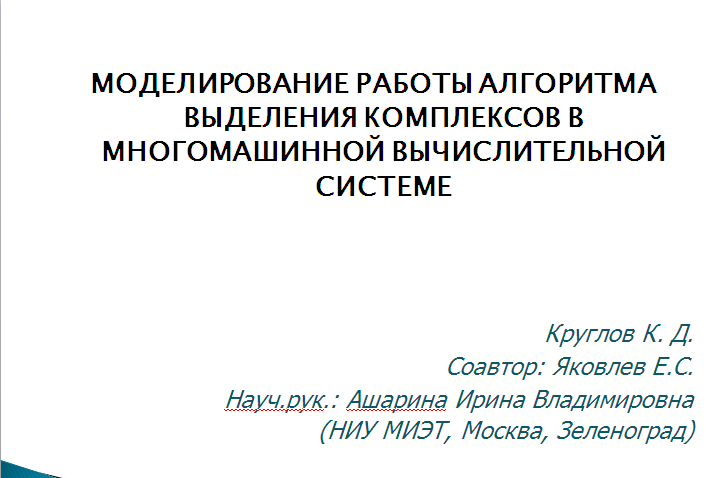 МОДЕЛИРОВАНИЕ РАБОТЫ АЛГОРИТМА
ВЫДЕЛЕНИЯ КОМПЛЕКСОВ В
МНОГОМАШИННОЙ ВЫЧИСЛИТЕЛЬНОЙ
СИСТЕМЕ
Круглов К. Д.
Соавтор: Яковлев Е.С.
Науч.рук.: Ашарина Ирина Владимировна
(НИУ МИЭТ, Москва, Зеленоград)